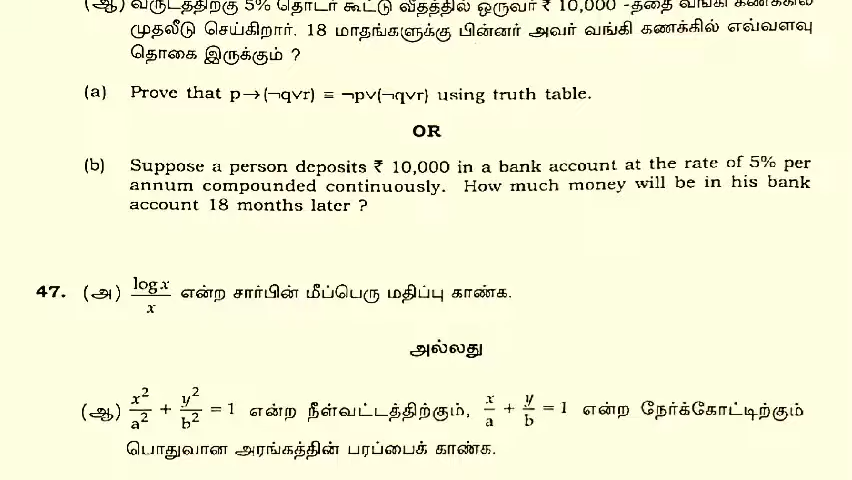 (ஆ) வருடத்திற்கு 5% தொடர் கூட்டு வீதத்தில் ஒருவர் ₹ 10,000 -த்தை வங்கி கணக்கில்
முதலீடு செய்கிறார். 18 மாதங்களுக்கு பின்னர் அவர் வங்கி கணக்கில் எவ்வளவு
தொகை இருக்கும் ?
(a) Prove that p→(¬q∨r) ≡ ¬p∨(¬q∨r) using truth table.
OR
(b) Suppose a person deposits ₹ 10,000 in a bank account at the rate of 5% per
annum compounded continuously. How much money will be in his bank
account 18 months later ?
47. (அ) log x / x என்ற சார்பின் மீப்பெரு மதிப்பு காண்க.
அல்லது
(ஆ) x²/a² + y²/b² = 1 என்ற நீள்வட்டத்திற்கும், x/a + y/b = 1 என்ற நேர்க்கோட்டிற்கும்
பொதுவான அரங்கத்தின் பரப்பைக் காண்க.